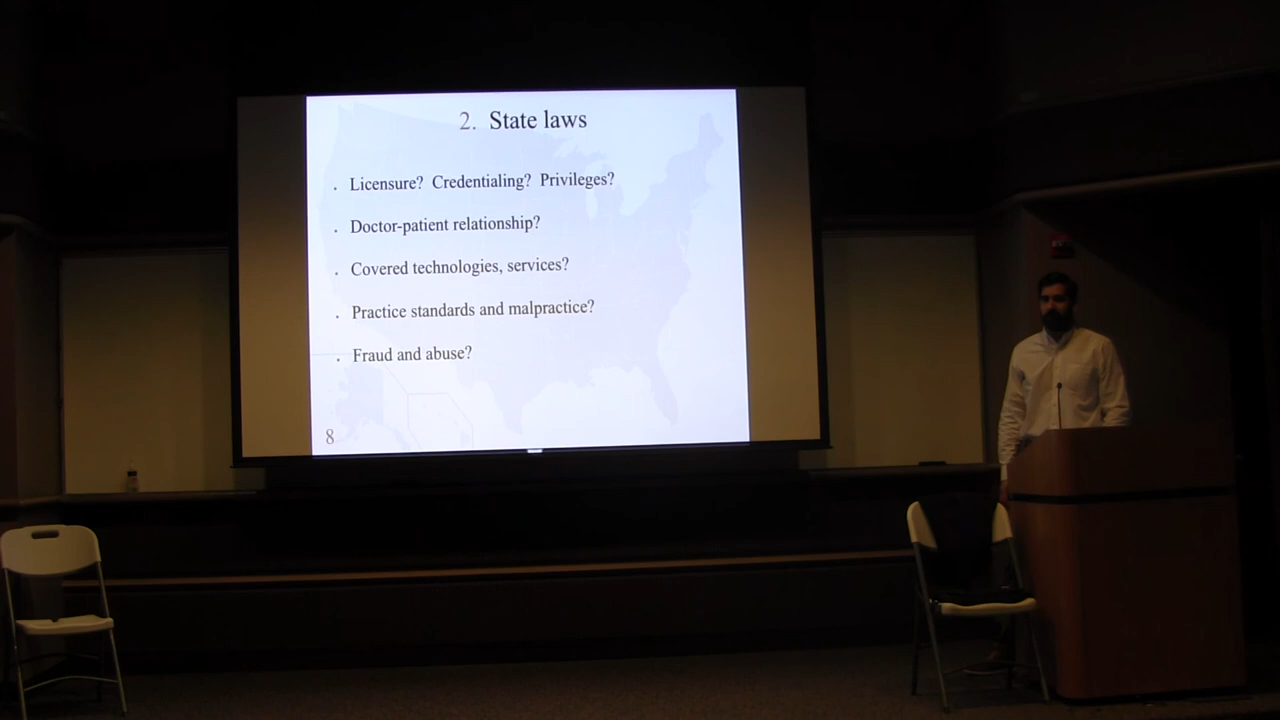 2. State laws
. Licensure? Credentialing? Privileges?
. Doctor-patient relationship?
. Covered technologies, services?
. Practice standards and malpractice?
. Fraud and abuse?
8